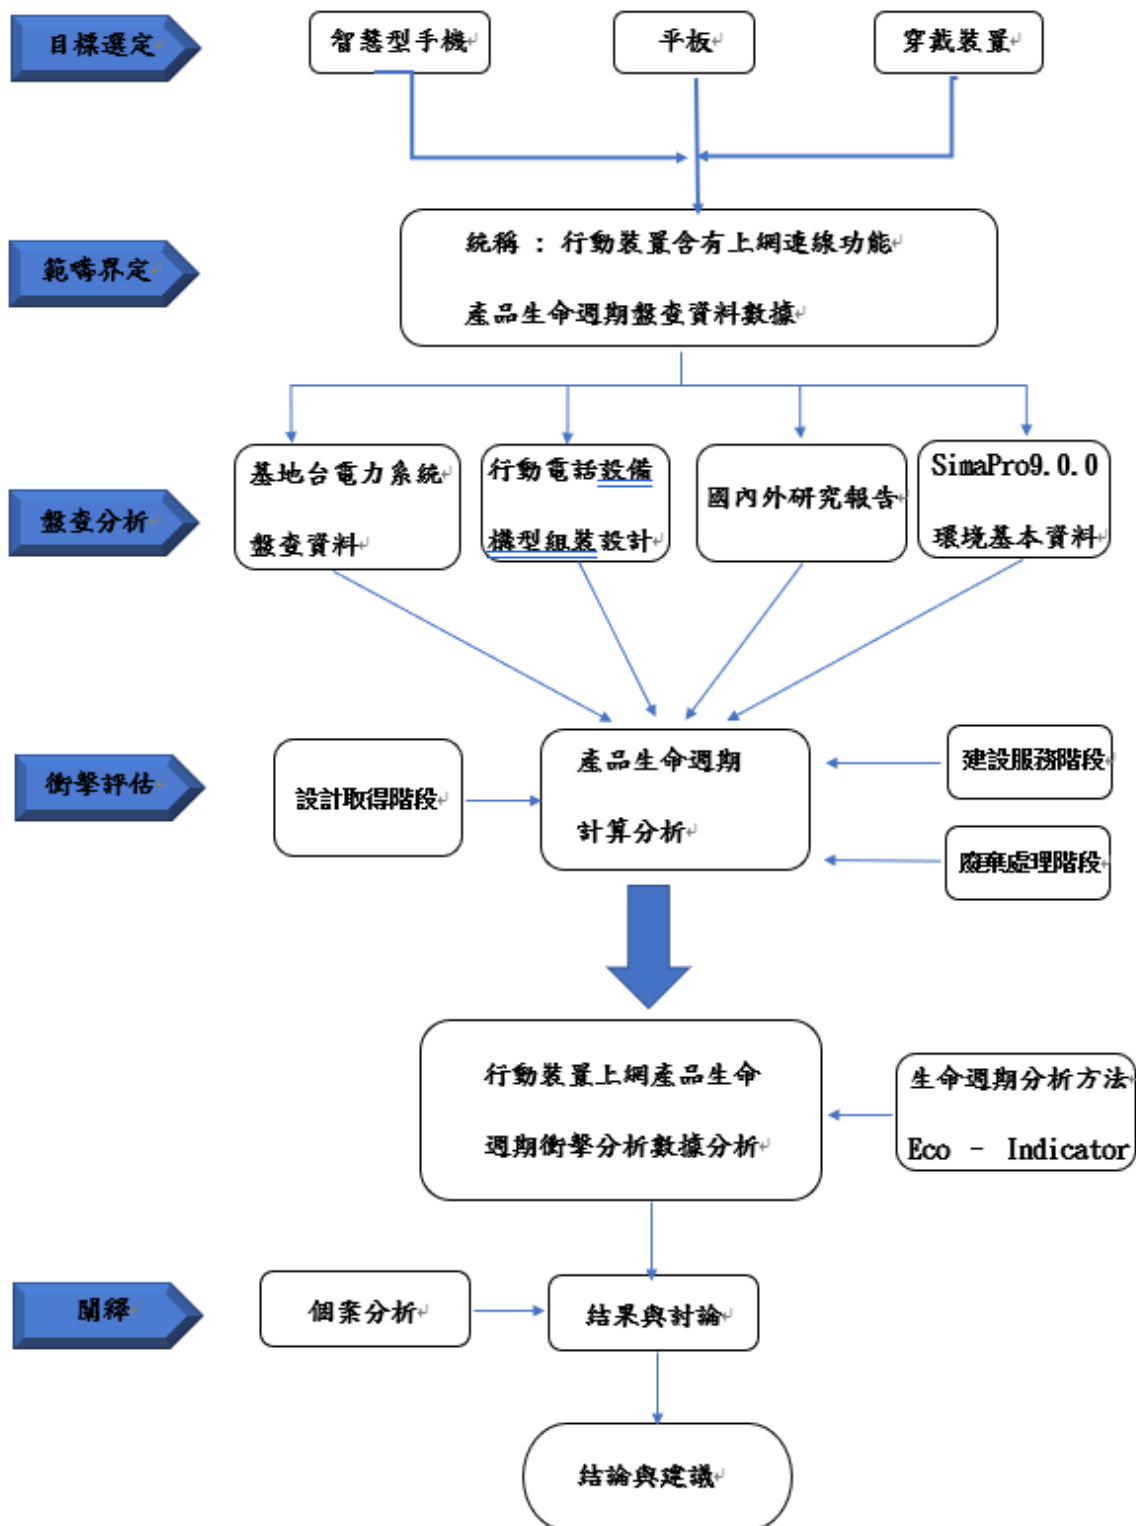 目標選定
智慧型手機
平板
穿戴裝置
範疇界定
統稱 : 行動裝置含有上網連線功能
產品生命週期盤查資料數據
盤查分析
基地台電力系統
盤查資料
行動電話設備
構型組裝設計
國內外研究報告
SimaPro9.0.0
環境基本資料
衝擊評估
設計取得階段
產品生命週期
計算分析
建設服務階段
廢棄處理階段
行動裝置上網產品生命
週期衝擊分析數據分析
生命週期分析方法
Eco - Indicator
闡釋
個案分析
結果與討論
結論與建議